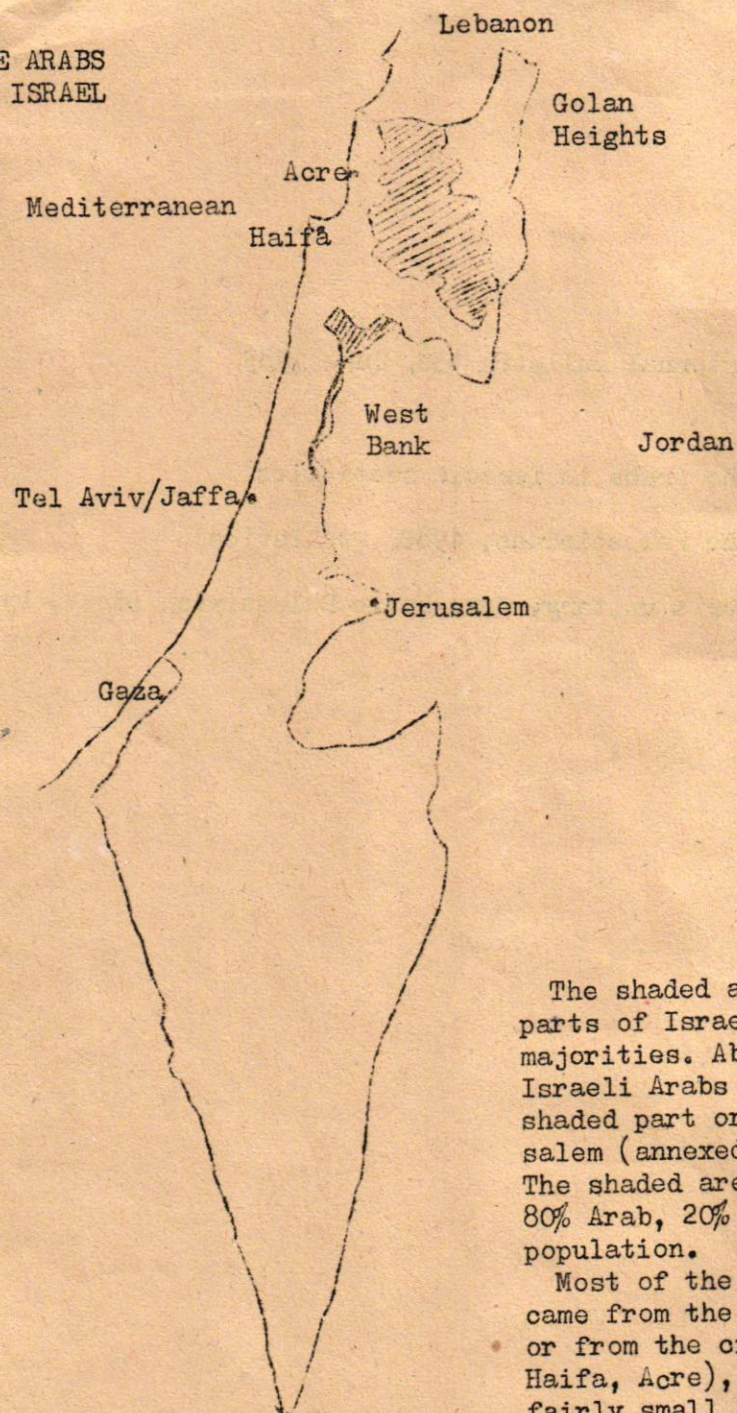 E ARABS
ISRAEL
Lebanon
Golan
Heights
Acre
Mediterranean
Haifa
West
Bank
Jordan
Tel Aviv/Jaffa
Jerusalem
Gaza
The shaded a
parts of Israe
majorities. Ab
Israeli Arabs
shaded part or
salem (annexed
The shaded are
80% Arab, 20%
population.
Most of the
came from the
or from the c
Haifa, Acre),
fairly small